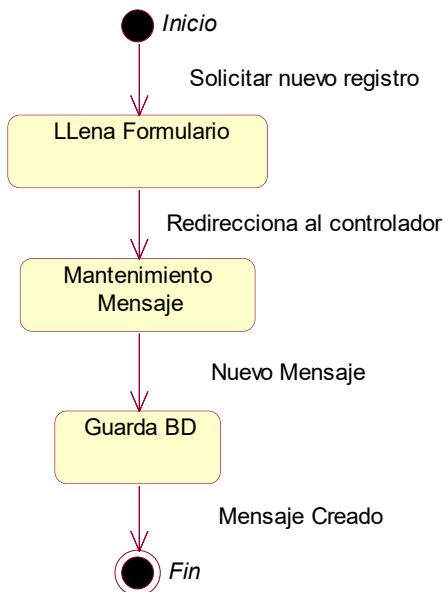 Inicio
Solicitar nuevo registro
LLena Formulario
Redirecciona al controlador
Mantenimiento
Mensaje
Nuevo Mensaje
Guarda BD
Mensaje Creado
Fin